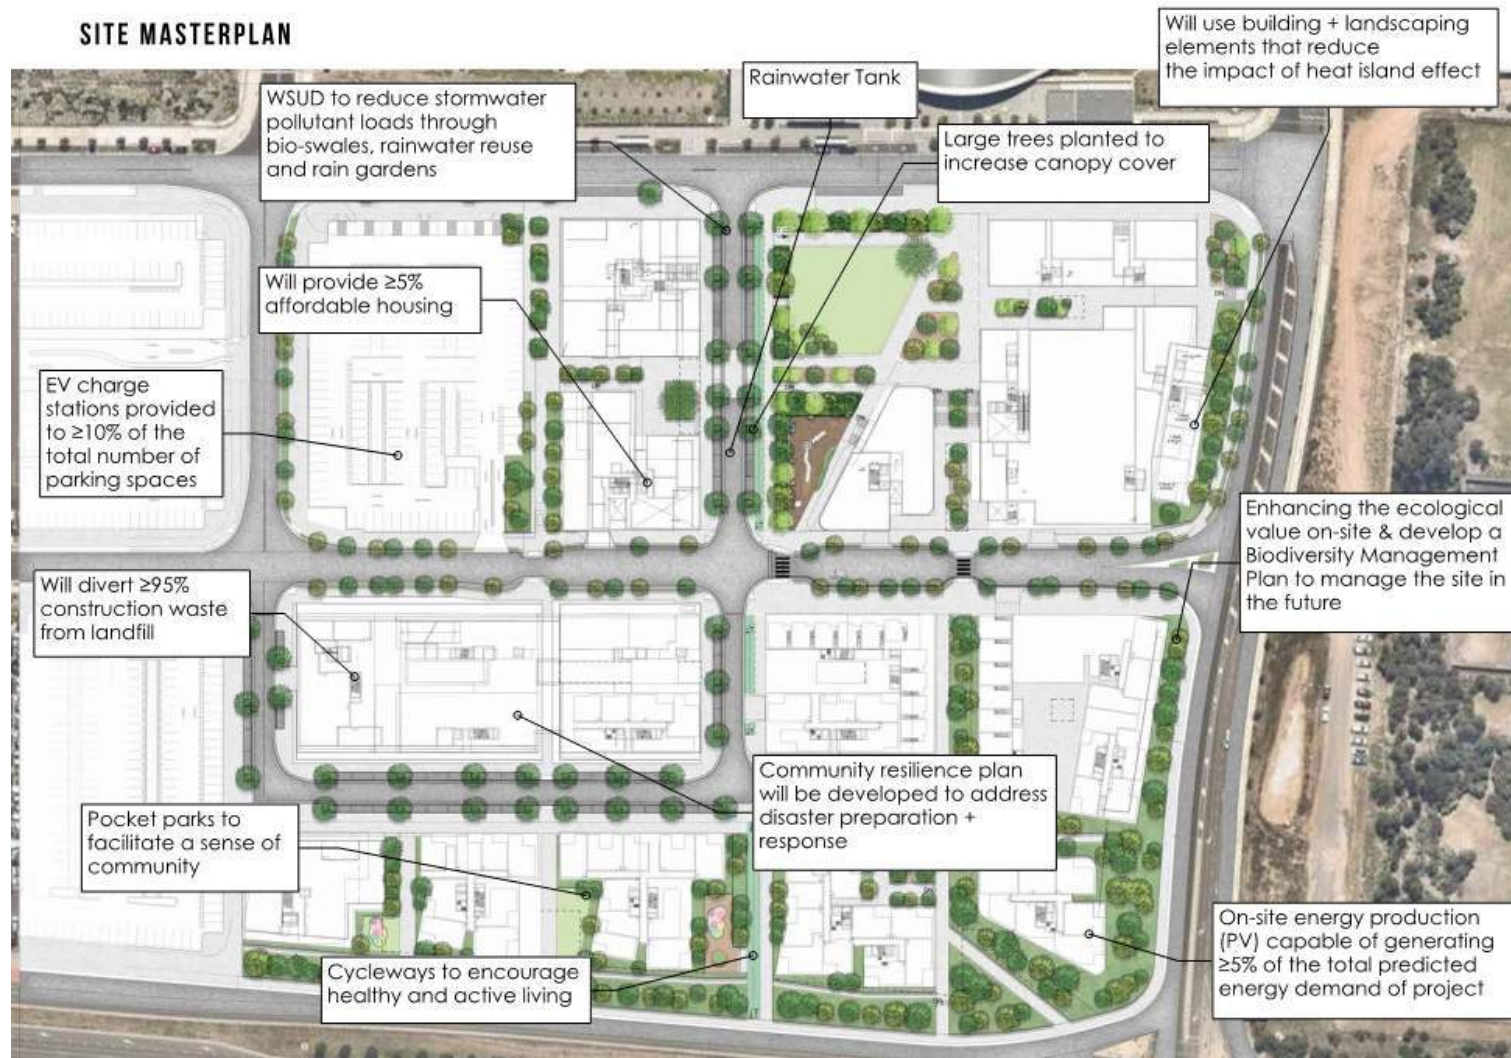 SITE MASTERPLAN
Will use building + landscaping
elements that reduce
the impact of heat island effect
Rainwater Tank
WSUD to reduce stormwater
pollutant loads through
bio-swales, rainwater reuse
and rain gardens
Large trees planted to
increase canopy cover
Will provide ≥5%
affordable housing
EV charge
stations provided
to ≥10% of the
total number of
parking spaces
Enhancing the ecological
value on-site & develop a
Biodiversity Management
Plan to manage the site in
the future
Will divert ≥95%
construction waste
from landfill
Community resilience plan
will be developed to address
disaster preparation +
response
Pocket parks to
facilitate a sense of
community
On-site energy production
(PV) capable of generating
≥5% of the total predicted
energy demand of project
Cycleways to encourage
healthy and active living